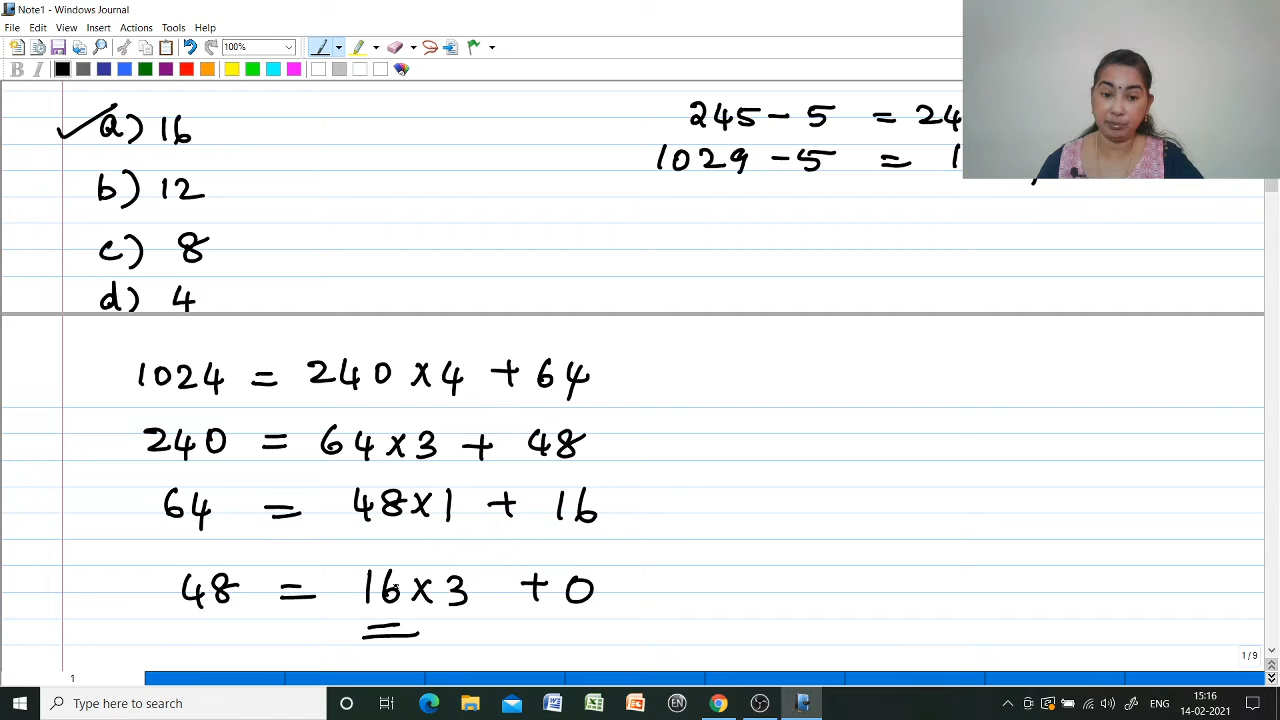 Note1 - Windows Journal
File Edit View Insert Actions Tools Help
100%
B I
a) 16
245 - 5 = 24
1029 - 5 = 1
b) 12
c) 8
d) 4
1024 = 240 x 4 + 64
240 = 64 x 3 + 48
64 = 48 x 1 + 16
48 = 16 x 3 + 0
1 / 9
1
Type here to search
EN
ENG
15:16
14-02-2021